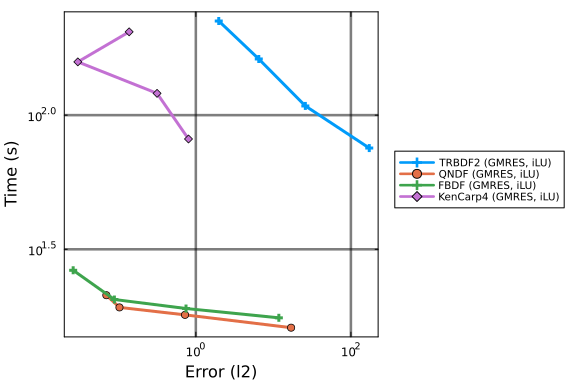 Time (s)
10^2.0
10^1.5
10^0
10^2
Error (l2)
TRBDF2 (GMRES, iLU)
QNDF (GMRES, iLU)
FBDF (GMRES, iLU)
KenCarp4 (GMRES, iLU)